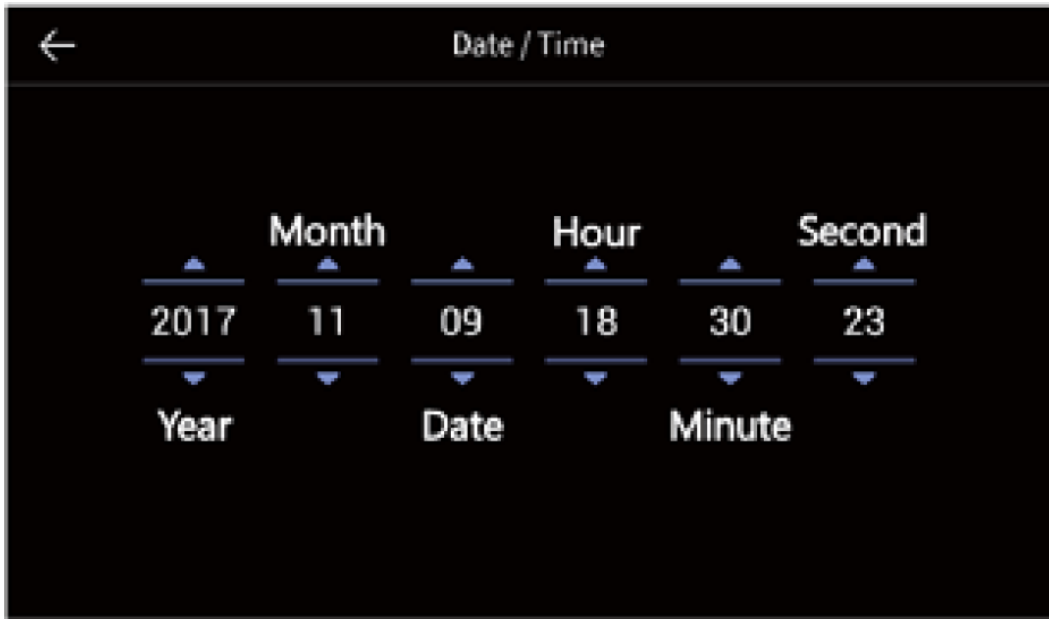 Date / Time
Month Hour Second
2017 11 09 18 30 23
Year Date Minute